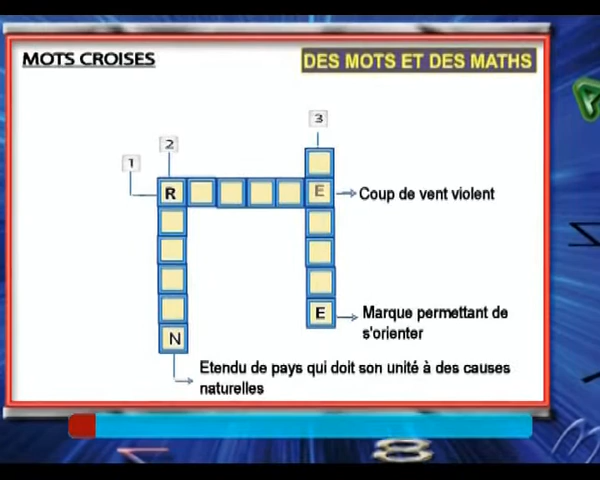 MOTS CROISES
DES MOTS ET DES MATHS
3
2
1
R
E
Coup de vent violent
E
Marque permettant de
s'orienter
N
Etendu de pays qui doit son unité à des causes
naturelles
8